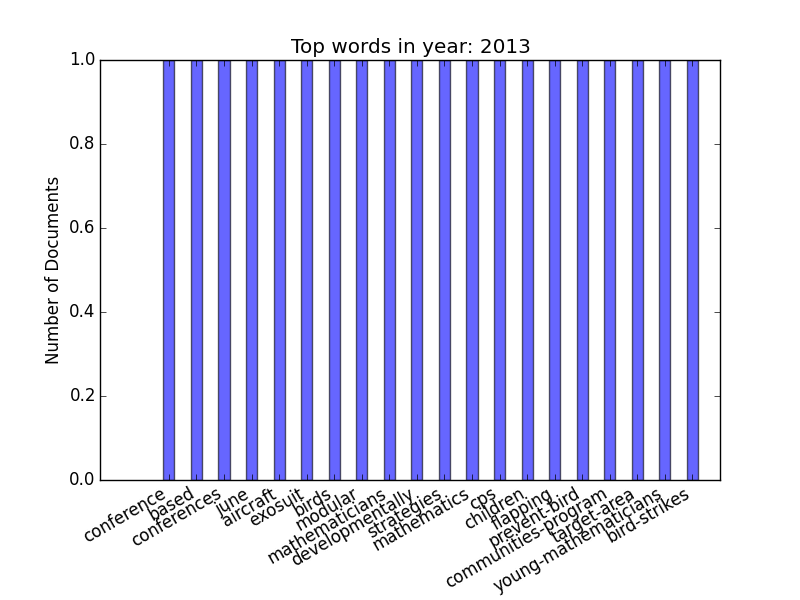 Top words in year: 2013
1.0
0.8
0.6
0.4
0.2
0.0
Number of Documents
conference
based
conferences
june
aircraft
exosuit
birds
modular
mathematicians
developmentally
strategies
mathematics
cps
children
flapping
prevent-bird
communities-program
target-area
young-mathematicians
bird-strikes